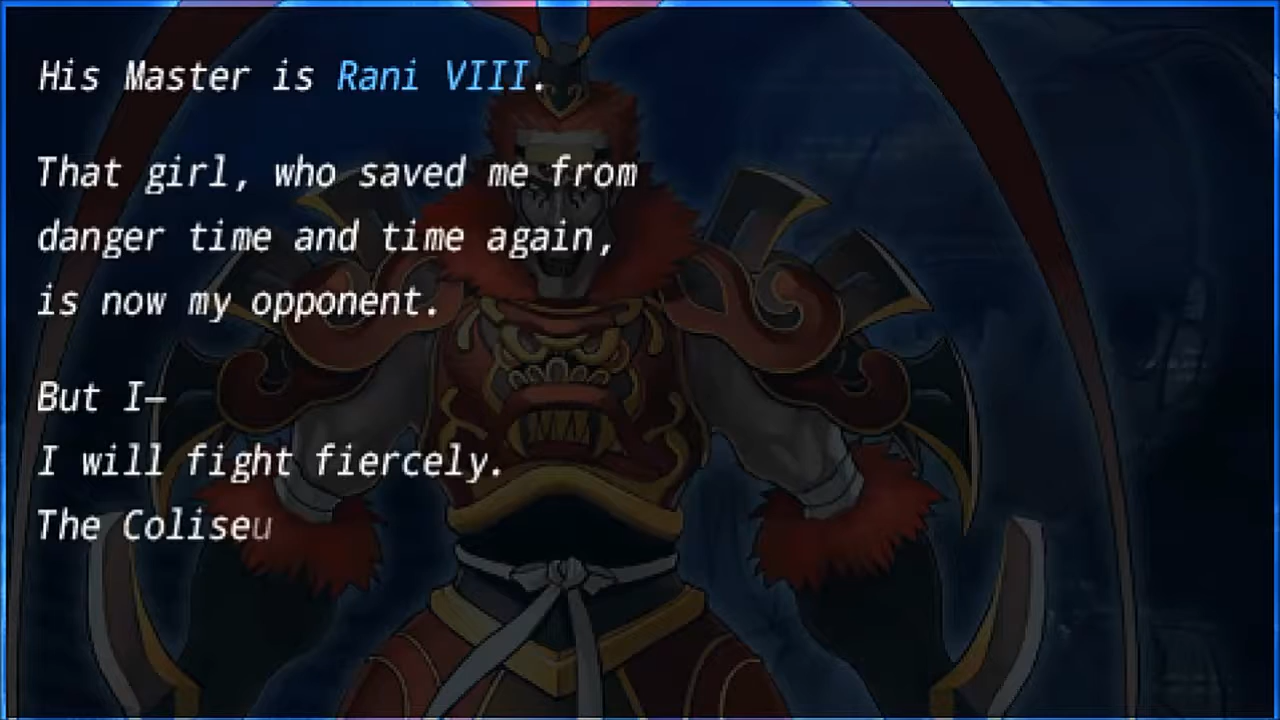 His Master is Rani VIII.
That girl, who saved me from
danger time and time again,
is now my opponent.
But I—
I will fight fiercely.
The Coliseu